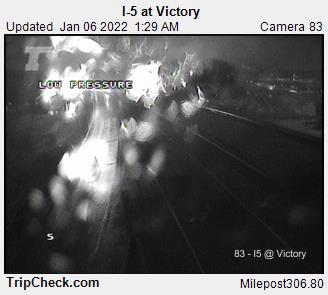 I-5 at Victory
Updated Jan 06 2022 1:29 AM Camera 83
LOW PRESSURE
S
83 - I5 @ Victory
TripCheck.com Milepost306.80